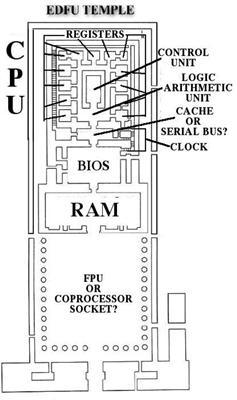 EDFU TEMPLE
CPU
REGISTERS
CONTROL
UNIT
LOGIC
ARITHMETIC
UNIT
CACHE
OR
SERIAL BUS?
CLOCK
BIOS
RAM
FPU
OR
COPROCESSOR
SOCKET?